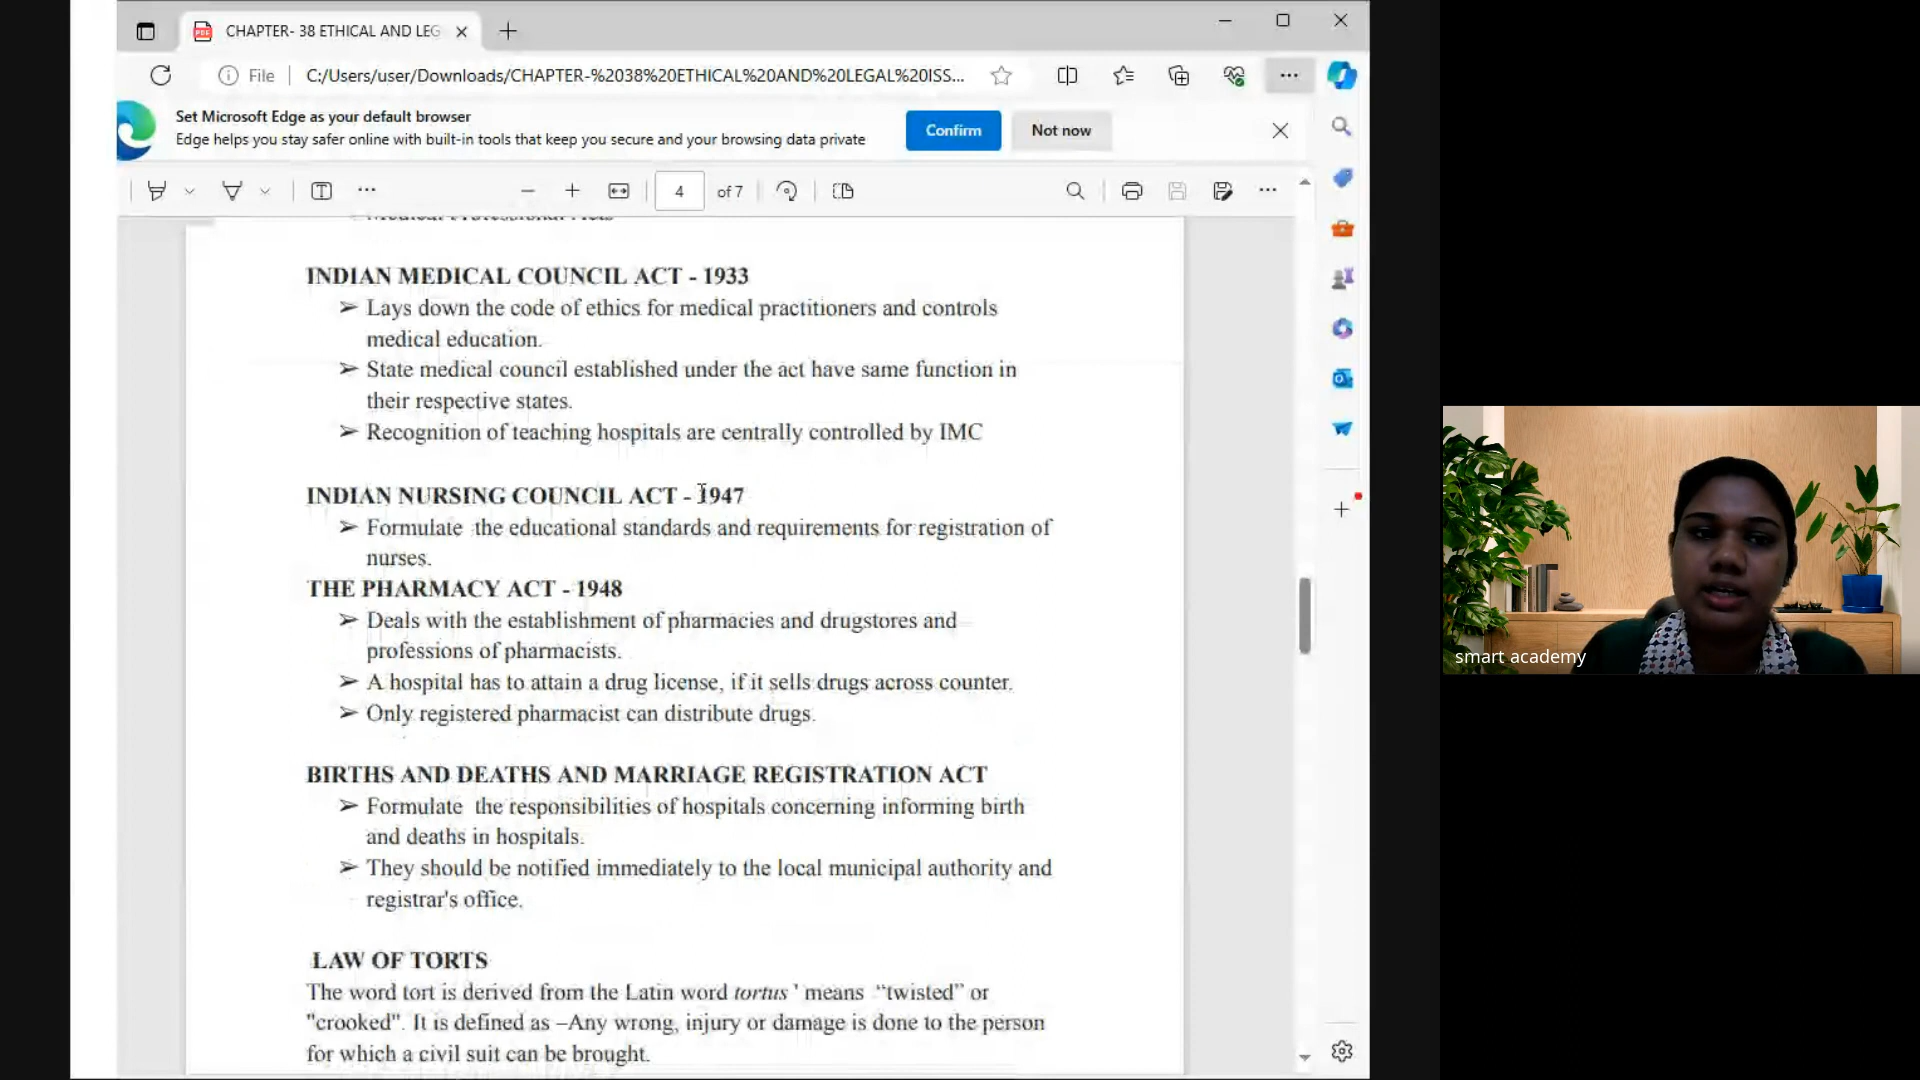 CHAPTER- 38 ETHICAL AND LEG
File
C:/Users/user/Downloads/CHAPTER-%2038%20ETHICAL%20AND%20LEGAL%20ISS...
Set Microsoft Edge as your default browser
Edge helps you stay safer online with built-in tools that keep you secure and your browsing data private
Confirm
Not now
4 of 7
Medical Professional Acts
INDIAN MEDICAL COUNCIL ACT - 1933
➢ Lays down the code of ethics for medical practitioners and controls
medical education.
➢ State medical council established under the act have same function in
their respective states.
➢ Recognition of teaching hospitals are centrally controlled by IMC
INDIAN NURSING COUNCIL ACT - 1947
➢ Formulate the educational standards and requirements for registration of
nurses.
THE PHARMACY ACT - 1948
➢ Deals with the establishment of pharmacies and drugstores and
professions of pharmacists.
➢ A hospital has to attain a drug license, if it sells drugs across counter.
➢ Only registered pharmacist can distribute drugs.
BIRTHS AND DEATHS AND MARRIAGE REGISTRATION ACT
➢ Formulate the responsibilities of hospitals concerning informing birth
and deaths in hospitals.
➢ They should be notified immediately to the local municipal authority and
registrar's office.
LAW OF TORTS
The word tort is derived from the Latin word tortus ' means “twisted” or
"crooked". It is defined as –Any wrong, injury or damage is done to the person
for which a civil suit can be brought.
smart academy